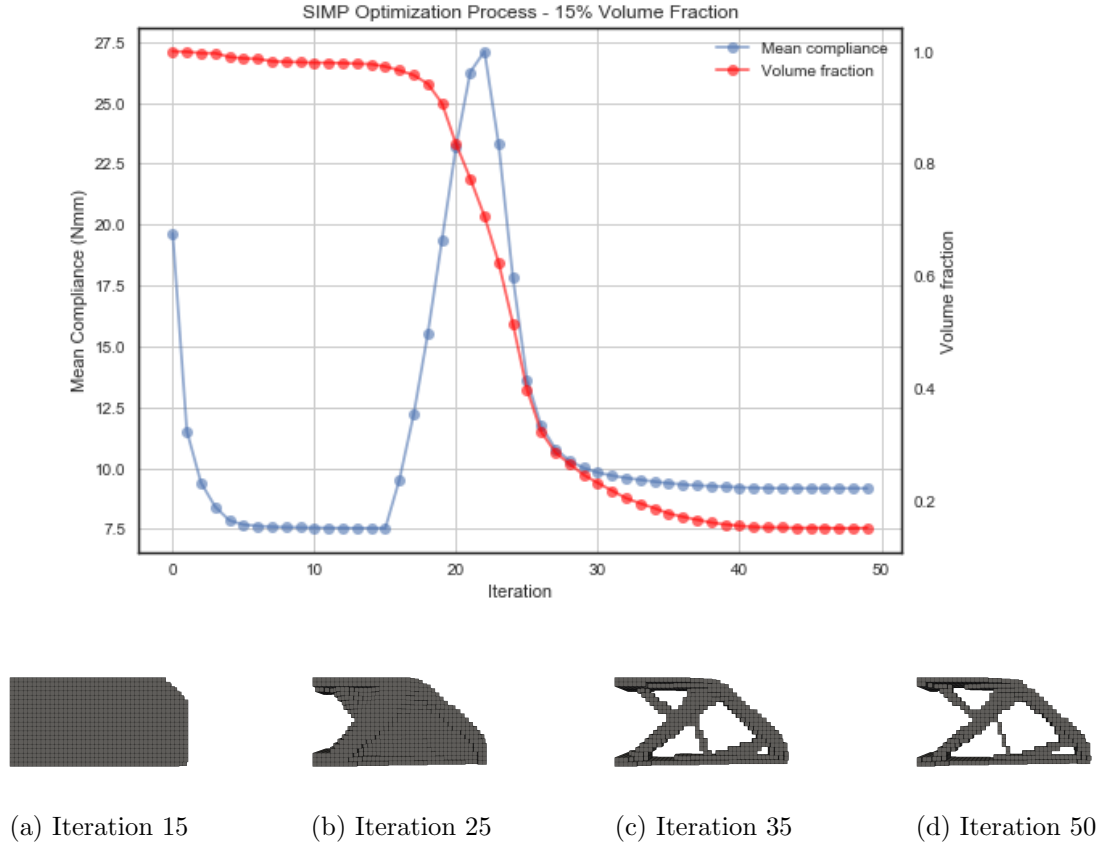 SIMP Optimization Process - 15% Volume Fraction
Mean compliance
Volume fraction
27.5
25.0
22.5
20.0
17.5
15.0
12.5
10.0
7.5
Mean Compliance (Nmm)
1.0
0.8
0.6
0.4
0.2
Volume fraction
0 10 20 30 40 50
Iteration
(a) Iteration 15 (b) Iteration 25 (c) Iteration 35 (d) Iteration 50